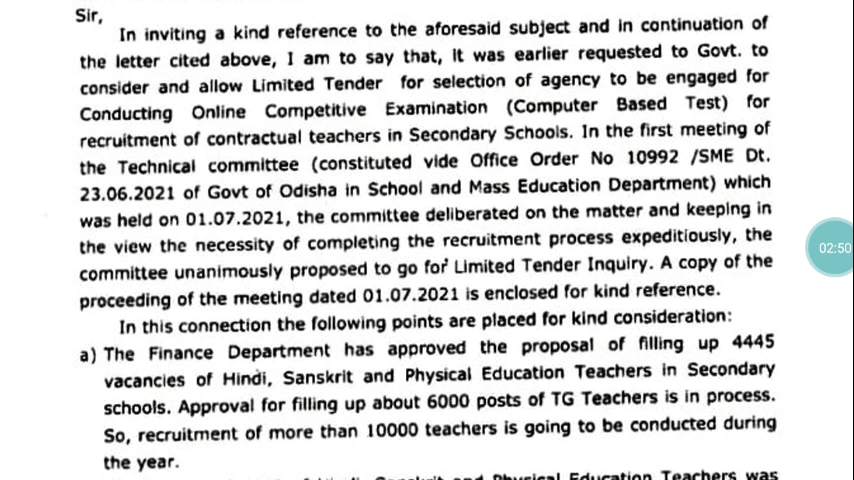 Sir,
In inviting a kind reference to the aforesaid subject and in continuation of
the letter cited above, I am to say that, it was earlier requested to Govt. to
consider and allow Limited Tender for selection of agency to be engaged for
Conducting Online Competitive Examination (Computer Based Test) for
recruitment of contractual teachers in Secondary Schools. In the first meeting of
the Technical committee (constituted vide Office Order No 10992 /SME Dt.
23.06.2021 of Govt of Odisha in School and Mass Education Department) which
was held on 01.07.2021, the committee deliberated on the matter and keeping in
the view the necessity of completing the recruitment process expeditiously, the
committee unanimously proposed to go for Limited Tender Inquiry. A copy of the
proceeding of the meeting dated 01.07.2021 is enclosed for kind reference.
In this connection the following points are placed for kind consideration:
a) The Finance Department has approved the proposal of filling up 4445
vacancies of Hindi, Sanskrit and Physical Education Teachers in Secondary
schools. Approval for filling up about 6000 posts of TG Teachers is in process.
So, recruitment of more than 10000 teachers is going to be conducted during
the year.
Physical Education Teachers was
02:50